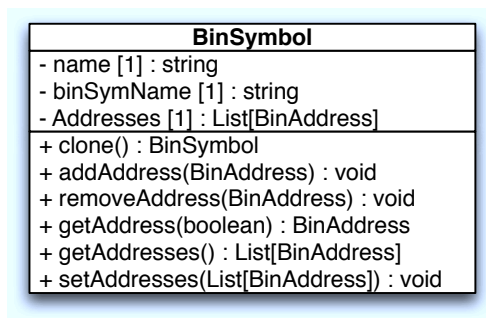 BinSymbol
- name [1] : string
- binSymName [1] : string
- Addresses [1] : List[BinAddress]
+ clone() : BinSymbol
+ addAddress(BinAddress) : void
+ removeAddress(BinAddress) : void
+ getAddress(boolean) : BinAddress
+ getAddresses() : List[BinAddress]
+ setAddresses(List[BinAddress]) : void